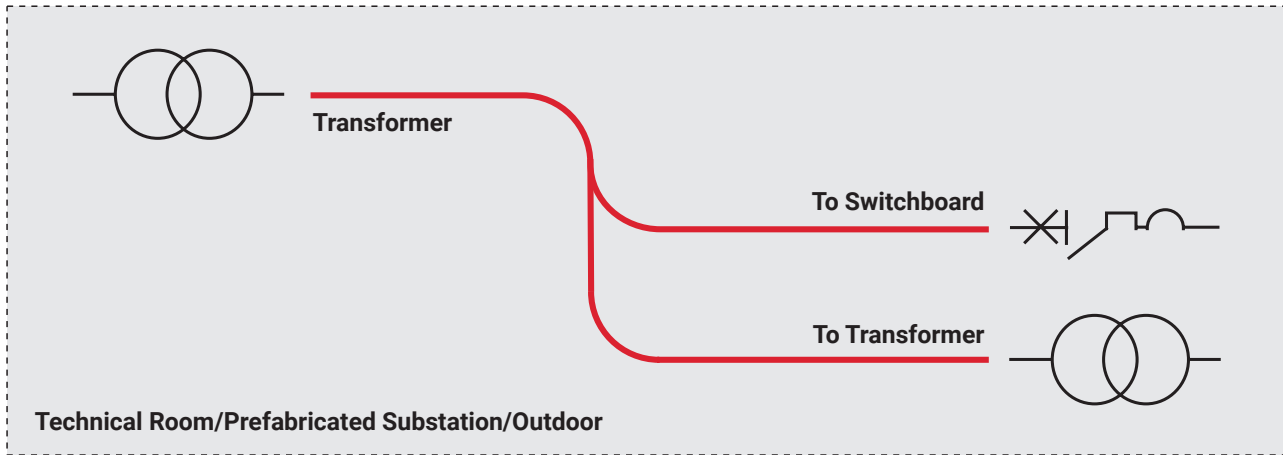 Transformer
To Switchboard
To Transformer
Technical Room/Prefabricated Substation/Outdoor